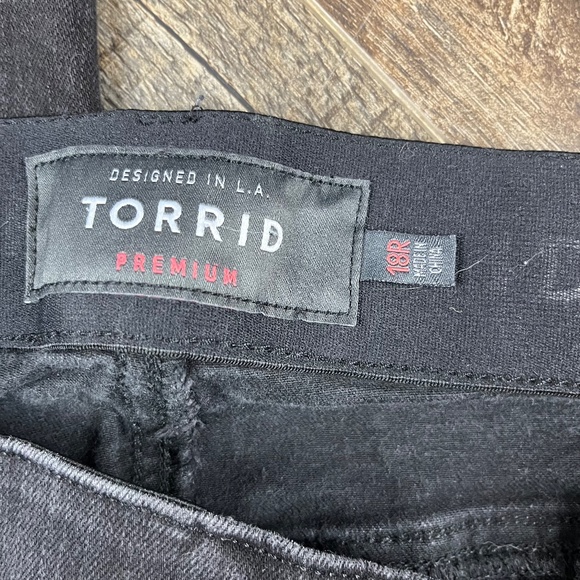 DESIGNED IN L.A.
TORRID
PREMIUM
18R
MADE IN
CHINA